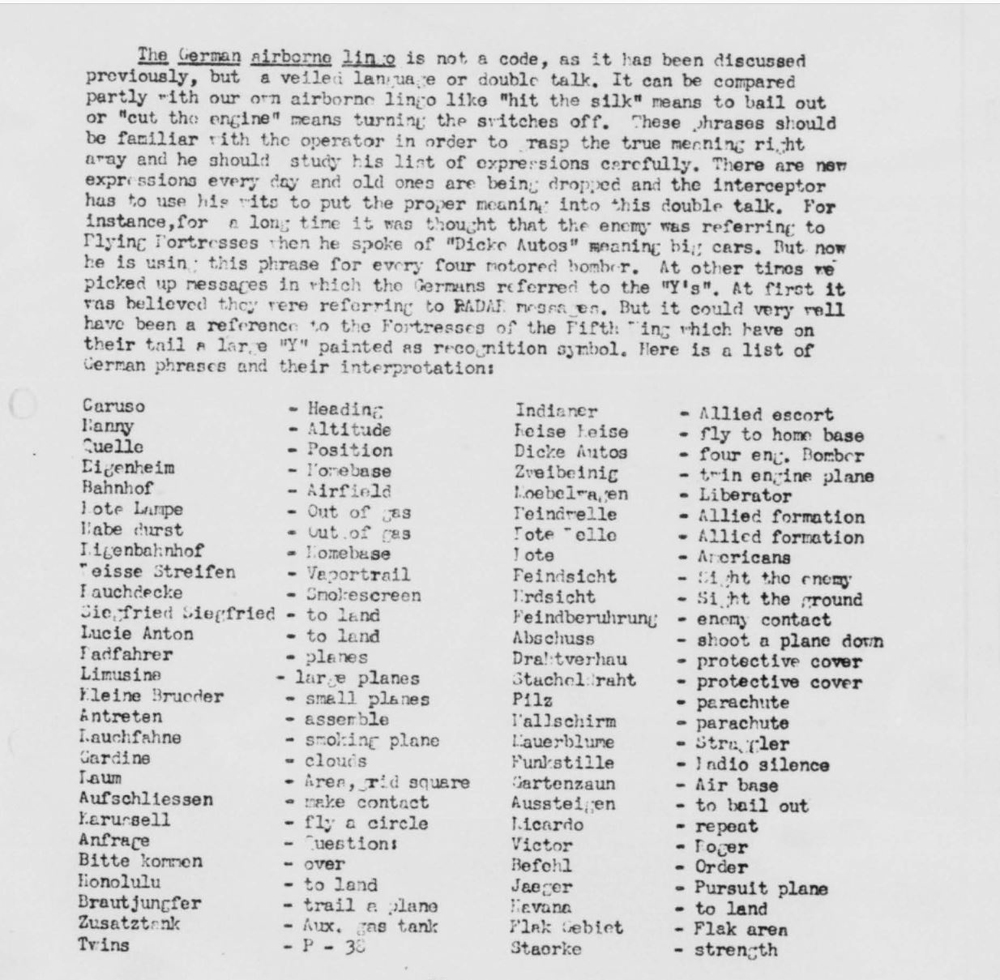 The German airborne lingo is not a code, as it has been discussed
previously, but a veiled language or double talk. It can be compared
partly with our own airborne lingo like "hit the silk" means to bail out
or "cut the engine" means turning the switches off. These phrases should
be familiar with the operator in order to grasp the true meaning right
away and he should study his list of expressions carefully. There are new
expressions every day and old ones are being dropped and the interceptor
has to use his wits to put the proper meaning into this double talk. For
instance,for a long time it was thought that the enemy was referring to
Flying Fortresses when he spoke of "Dicke Autos" meaning big cars. But now
he is using this phrase for every four motored bomber. At other times we
picked up messages in which the Germans referred to the "Y's". At first it
was believed they were referring to RADAR messages. But it could very well
have been a reference to the Fortresses of the Fifth Wing which have on
their tail a large "Y" painted as recognition symbol. Here is a list of
German phrases and their interpretation:
Caruso - Heading
Hanny - Altitude
Quelle - Position
Eigenheim - Homebase
Bahnhof - Airfield
Rote Lampe - Out of gas
Habe durst - Out.of gas
Eigenbahnhof - Homebase
Weisse Streifen - Vaportrail
Rauchdecke - Smokescreen
Siegfried Siegfried - to land
Lucie Anton - to land
Radfahrer - planes
Limusine - large planes
Kleine Brueder - small planes
Antreten - assemble
Rauchfahne - smoking plane
Gardine - clouds
Raum - Area, grid square
Aufschliessen - make contact
Karussell - fly a circle
Anfrage - Question:
Bitte kommen - over
Honolulu - to land
Brautjungfer - trail a plane
Zusatztank - Aux. gas tank
Twins - P - 38
Indianer - Allied escort
Reise Reise - fly to home base
Dicke Autos - four eng. Bomber
Zweibeinig - twin engine plane
Moebelwagen - Liberator
Feindwelle - Allied formation
Rote Welle - Allied formation
Rote - Americans
Feindsicht - Sight the enemy
Erdsicht - Sight the ground
Feindberuhrung - enemy contact
Abschuss - shoot a plane down
Drahtverhau - protective cover
Stacheldraht - protective cover
Pilz - parachute
Fallschirm - parachute
Mauerblume - Straggler
Funkstille - Radio silence
Gartenzaun - Air base
Aussteigen - to bail out
Ricardo - repeat
Victor - Roger
Befehl - Order
Jaeger - Pursuit plane
Havana - to land
Flak Gebiet - Flak area
Staerke - strength